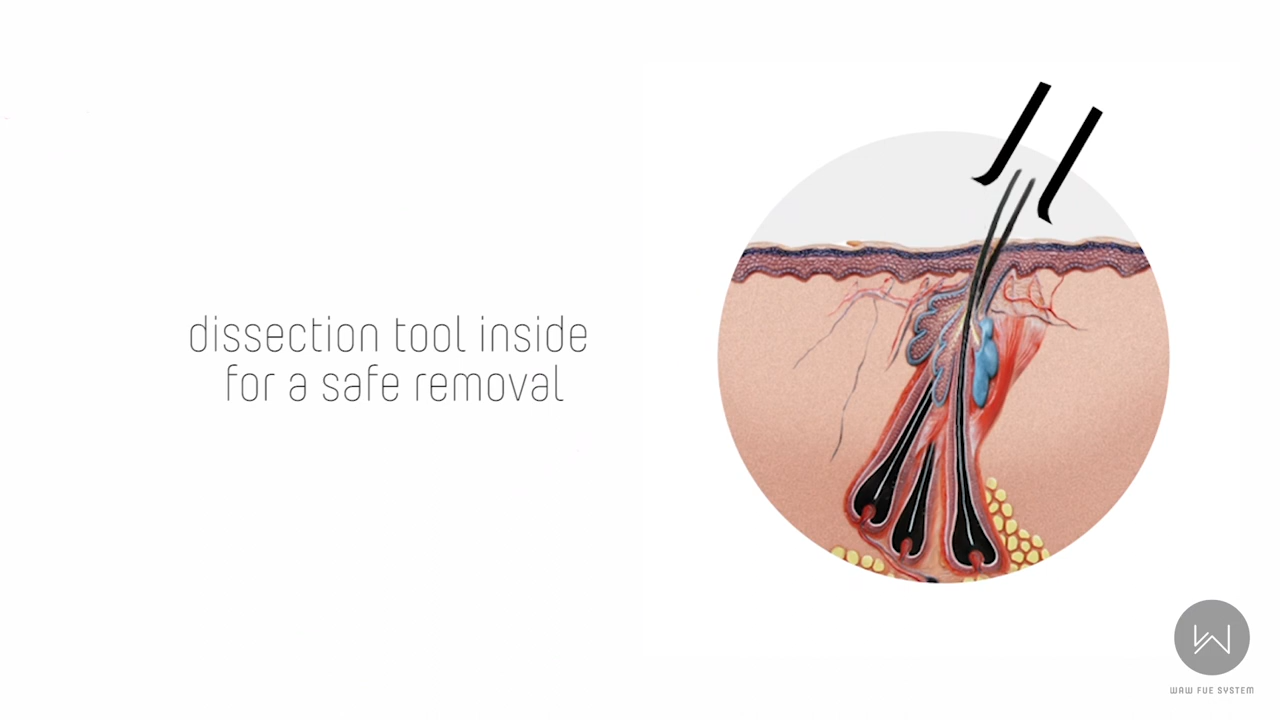 dissection tool inside
for a safe removal
W
WAW FUE SYSTEM